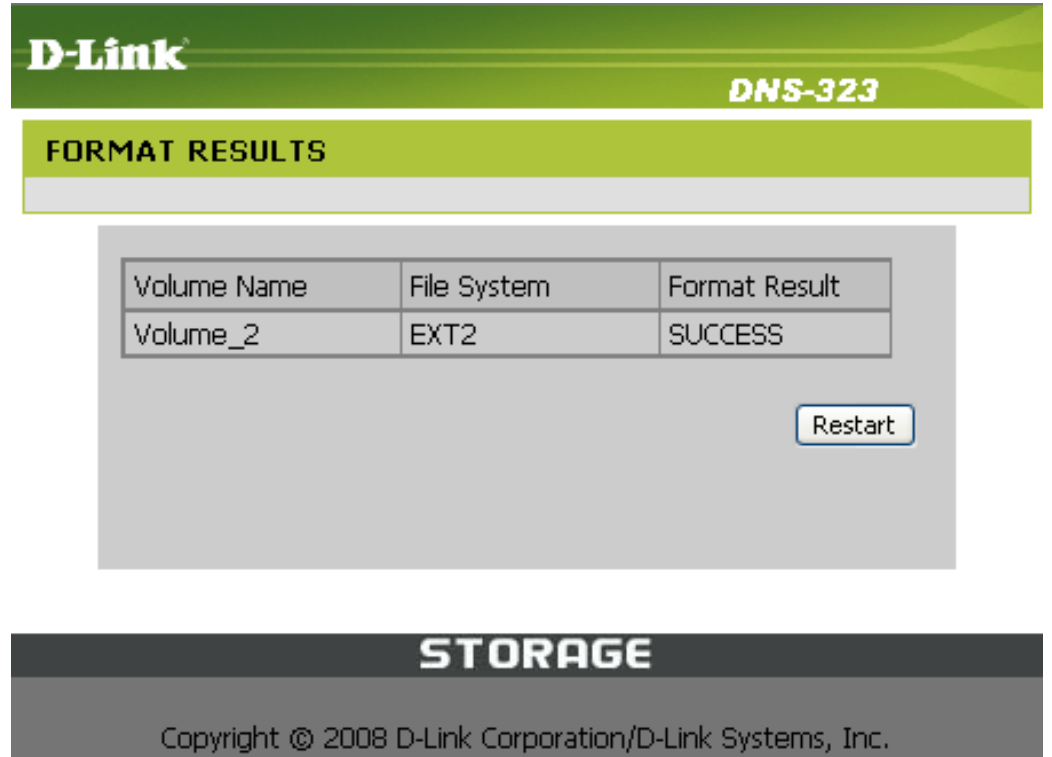 D-Link
DNS-323
FORMAT RESULTS
Volume Name File System Format Result
Volume_2 EXT2 SUCCESS
Restart
STORAGE
Copyright © 2008 D-Link Corporation/D-Link Systems, Inc.